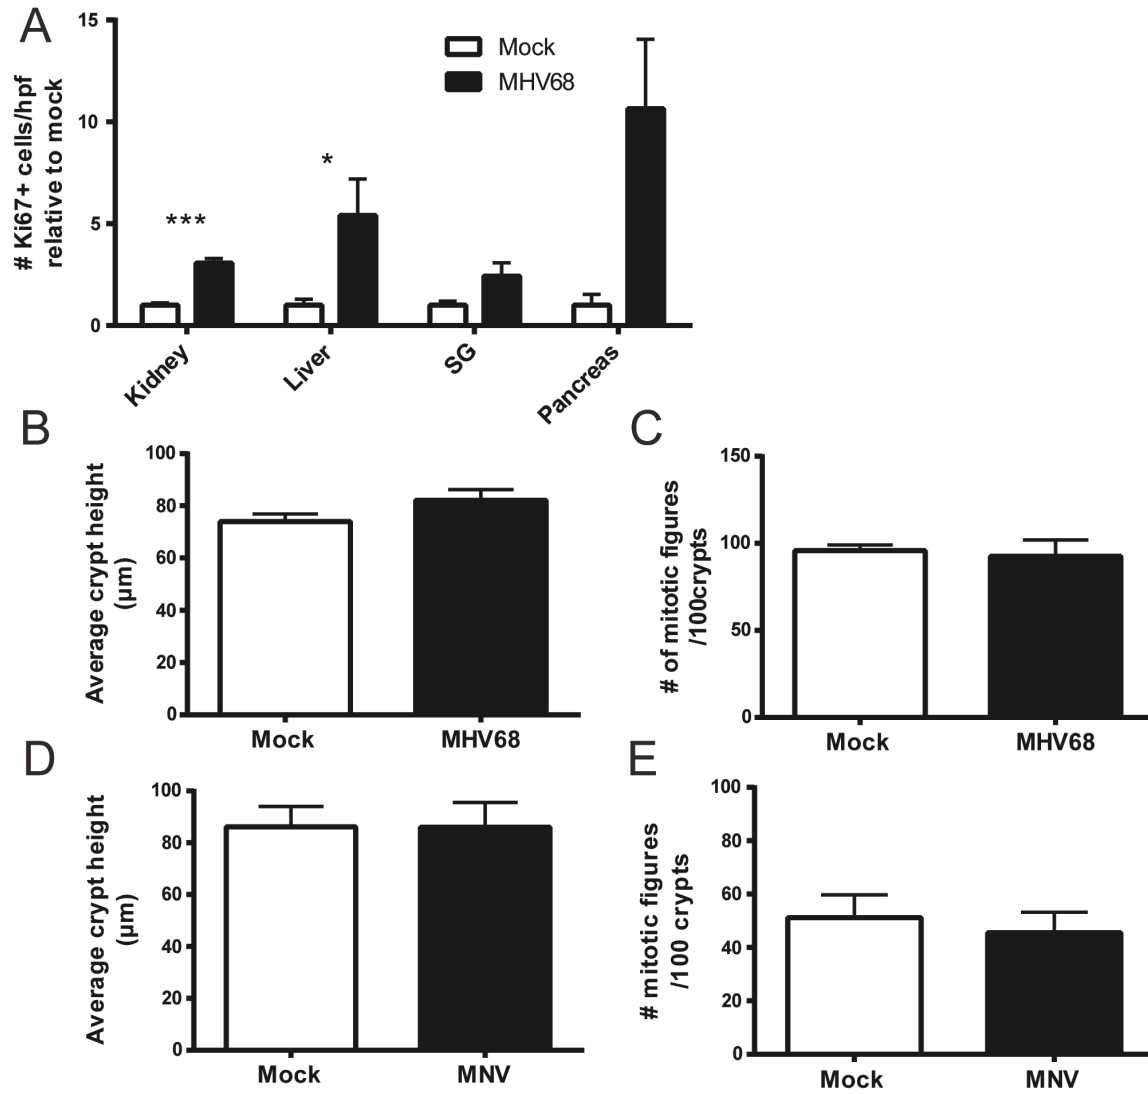 A
# Ki67+ cells/hpf
relative to mock
15
10
5
0
Mock
MHV68
***
*
Kidney
Liver
SG
Pancreas
B
Average crypt height
(µm)
100
80
60
40
20
0
Mock
MHV68
C
# of mitotic figures
/100crypts
150
100
50
0
Mock
MHV68
D
Average crypt height
(µm)
100
80
60
40
20
0
Mock
MNV
E
# mitotic figures
/100 crypts
100
80
60
40
20
0
Mock
MNV